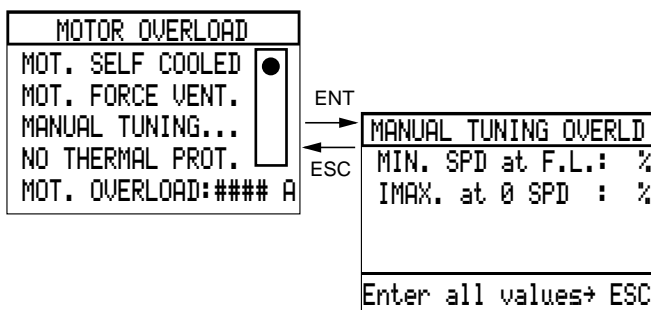 MOTOR OVERLOAD
MOT. SELF COOLED
MOT. FORCE VENT.
MANUAL TUNING...
NO THERMAL PROT.
MOT. OVERLOAD:#### A
ENT
ESC
MANUAL TUNING OVERLD
MIN. SPD at F.L.: %
IMAX. at 0 SPD : %
Enter all values→ ESC